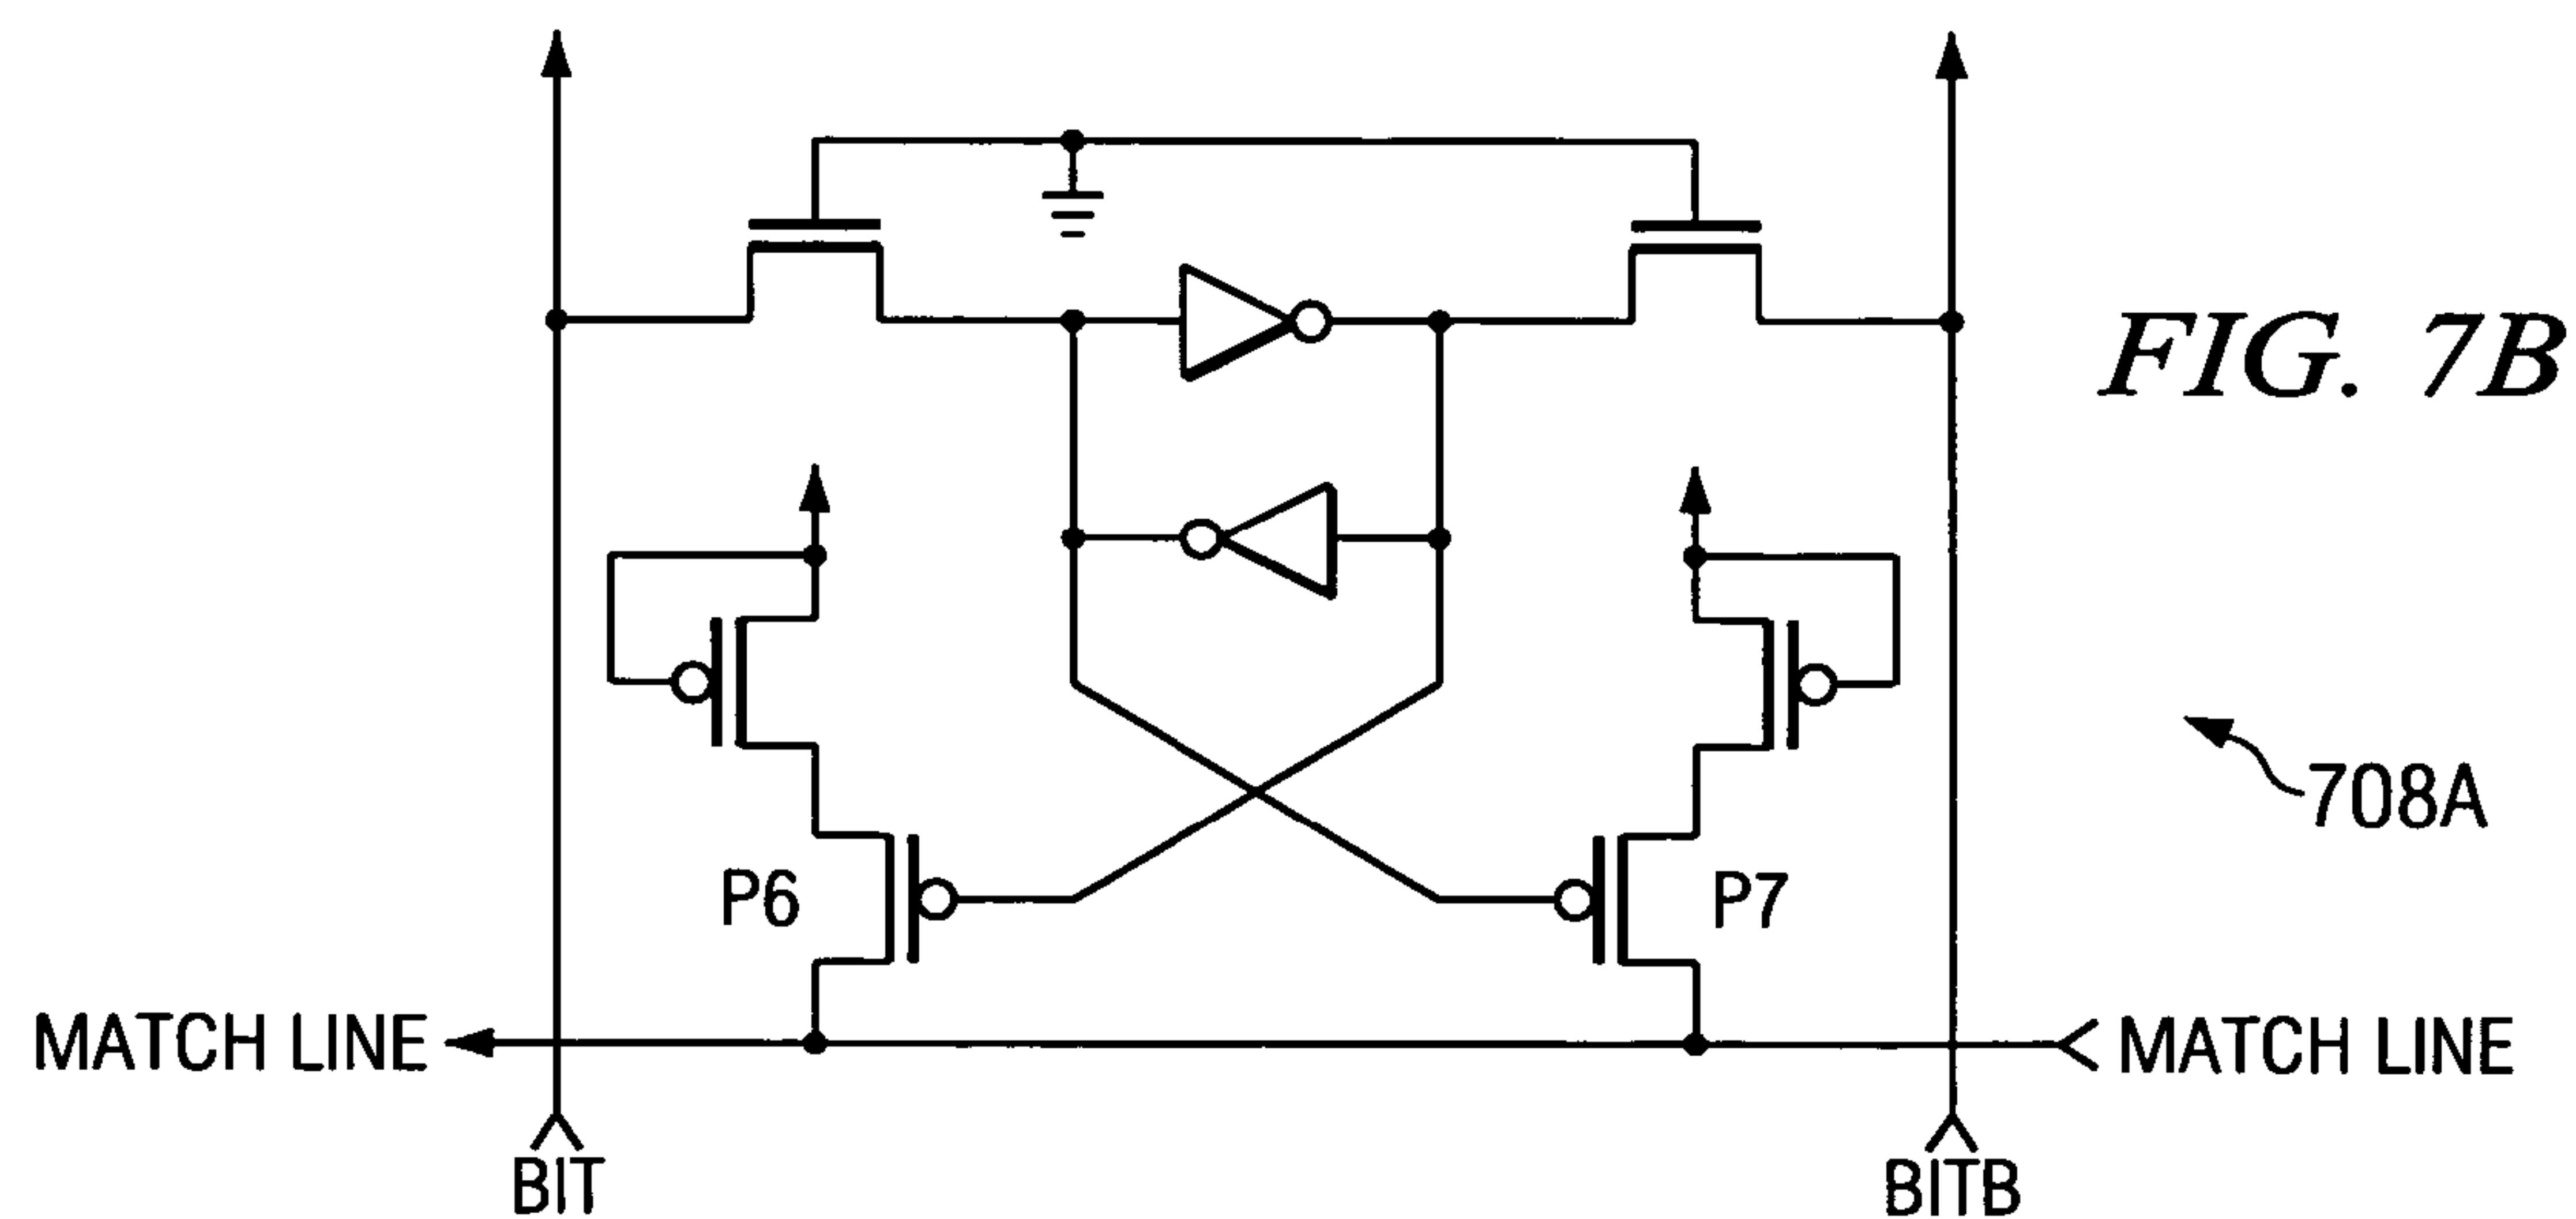 FIG. 7B
708A
P6
P7
MATCH LINE
MATCH LINE
BIT
BITB